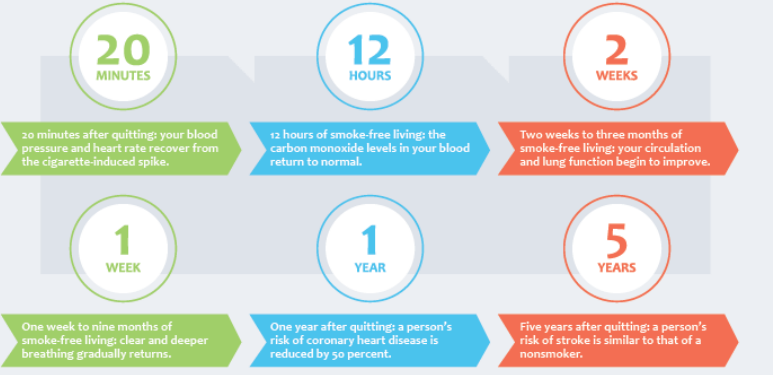 20
MINUTES
20 minutes after quitting: your blood
pressure and heart rate recover from
the cigarette-induced spike.
12
HOURS
12 hours of smoke-free living: the
carbon monoxide levels in your blood
return to normal.
2
WEEKS
Two weeks to three months of
smoke-free living: your circulation
and lung function begin to improve.
1
WEEK
One week to nine months of
smoke-free living: clear and deeper
breathing gradually returns.
1
YEAR
One year after quitting: a person's
risk of coronary heart disease is
reduced by 50 percent.
5
YEARS
Five years after quitting: a person's
risk of stroke is similar to that of a
nonsmoker.